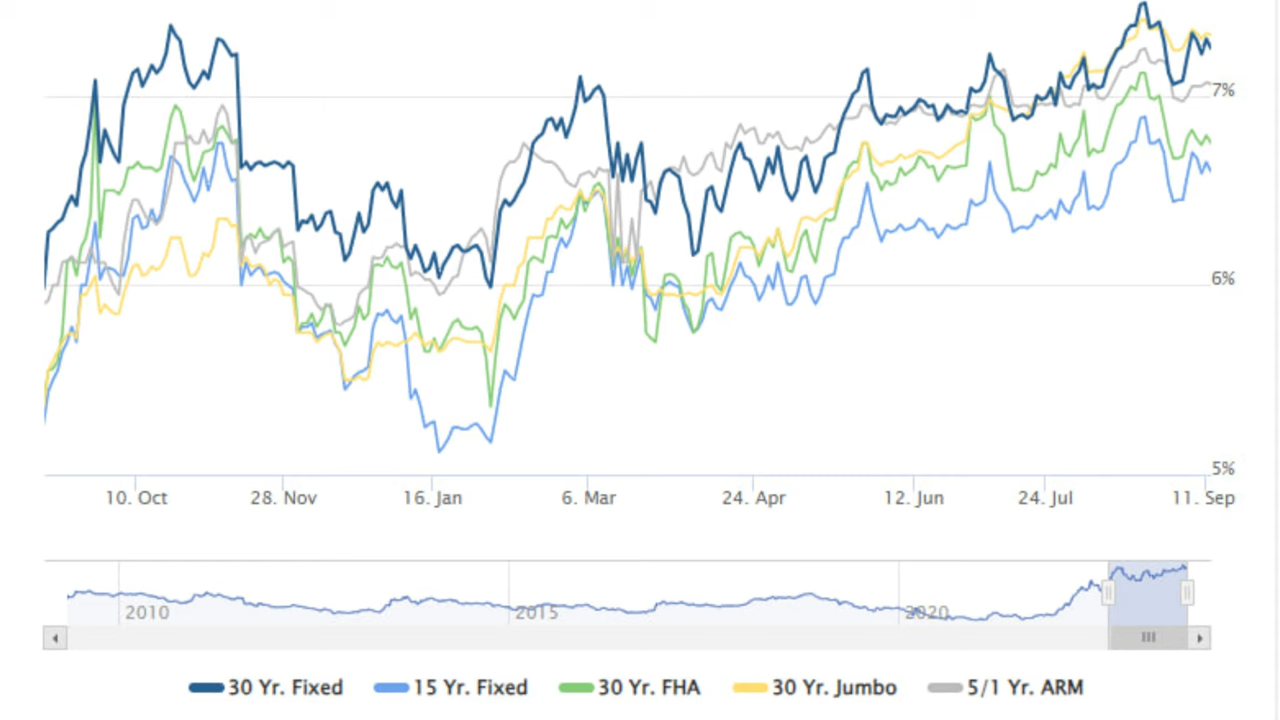 7%
6%
5%
10. Oct 28. Nov 16. Jan 6. Mar 24. Apr 12. Jun 24. Jul 11. Sep
2010 2015 2020
30 Yr. Fixed 15 Yr. Fixed 30 Yr. FHA 30 Yr. Jumbo 5/1 Yr. ARM